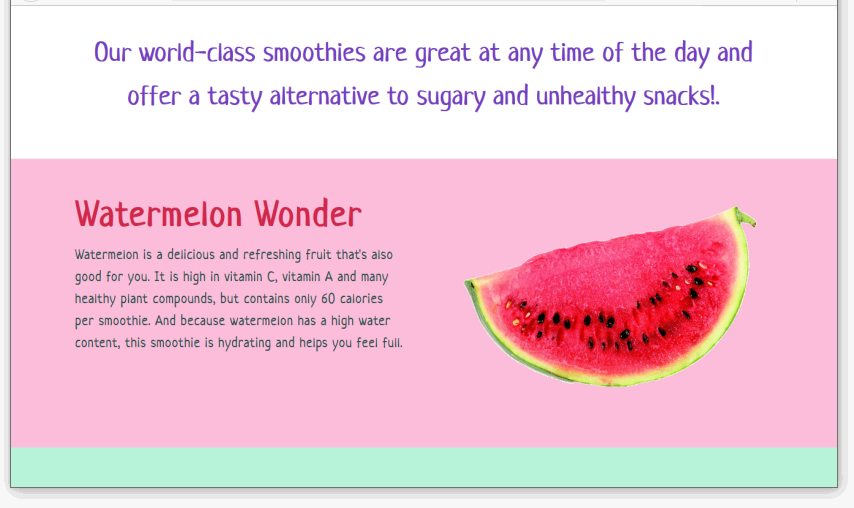 Our world-class smoothies are great at any time of the day and
offer a tasty alternative to sugary and unhealthy snacks!.
Watermelon Wonder
Watermelon is a delicious and refreshing fruit that's also
good for you. It is high in vitamin C, vitamin A and many
healthy plant compounds, but contains only 60 calories
per smoothie. And because watermelon has a high water
content, this smoothie is hydrating and helps you feel full.